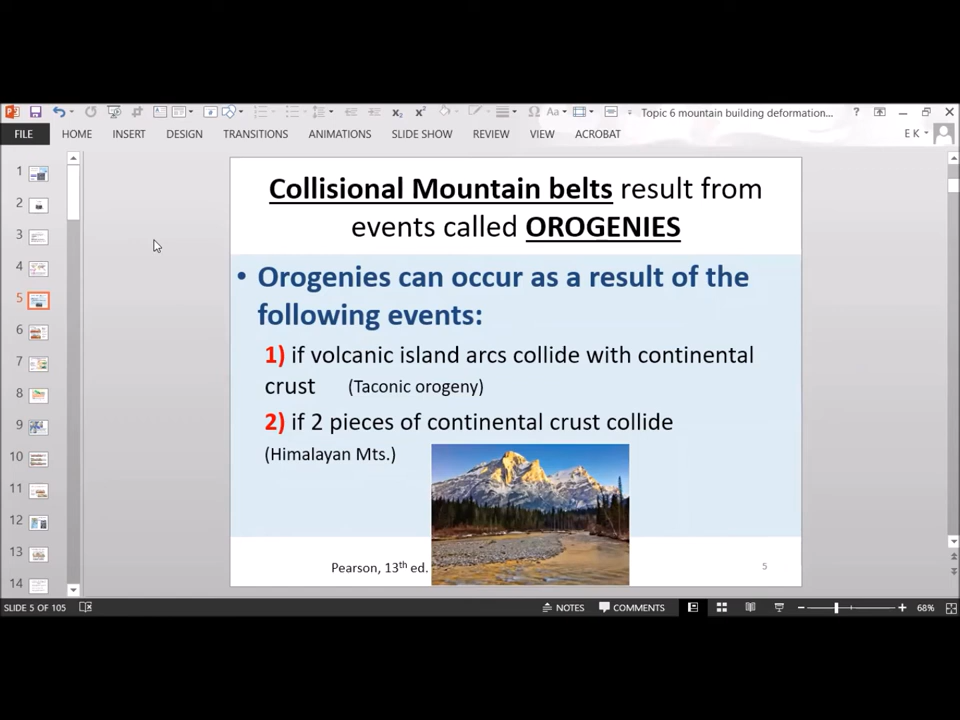 Topic 6 mountain building deformation...
FILE HOME INSERT DESIGN TRANSITIONS ANIMATIONS SLIDE SHOW REVIEW VIEW ACROBAT E K
1
2
3
4
5
6
7
8
9
10
11
12
13
14
Collisional Mountain belts result from
events called OROGENIES
• Orogenies can occur as a result of the
following events:
1) if volcanic island arcs collide with continental
crust (Taconic orogeny)
2) if 2 pieces of continental crust collide
(Himalayan Mts.)
Pearson, 13th ed.
5
SLIDE 5 OF 105 NOTES COMMENTS 68%